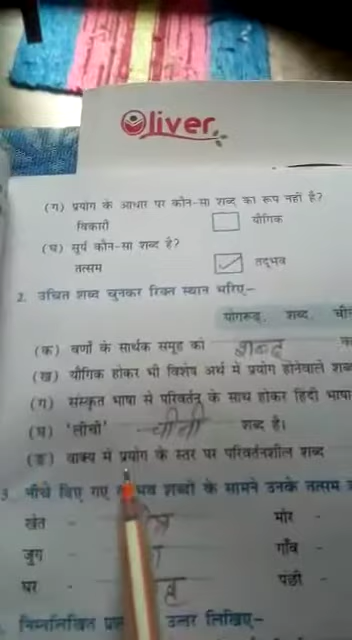 Oliver
(ग) प्रयोग के आधार पर कौन-सा शब्द का रूप नहीं है?
विकारी यौगिक
(घ) सूर्य कौन-सा शब्द है?
तत्सम ✓ तद्भव
2. उचित शब्द चुनकर रिक्त स्थान भरिए–
योगरूढ़, शब्द, ची
(क) वर्णों के सार्थक समूह को शब्द
(ख) यौगिक होकर भी विशेष अर्थ में प्रयोग होनेवाले शब्द
(ग) संस्कृत भाषा से परिवर्तन के साथ होकर हिंदी भाषा
(घ) 'लीची' चीनी शब्द है।
(ङ) वाक्य में प्रयोग के स्तर पर परिवर्तनशील शब्द
3 नीचे दिए गए भव शब्दों के सामने उनके तत्सम
खेत - मोर -
जुग - गाँव -
घर - पंछी -
निम्नलिखित उत्तर लिखिए–